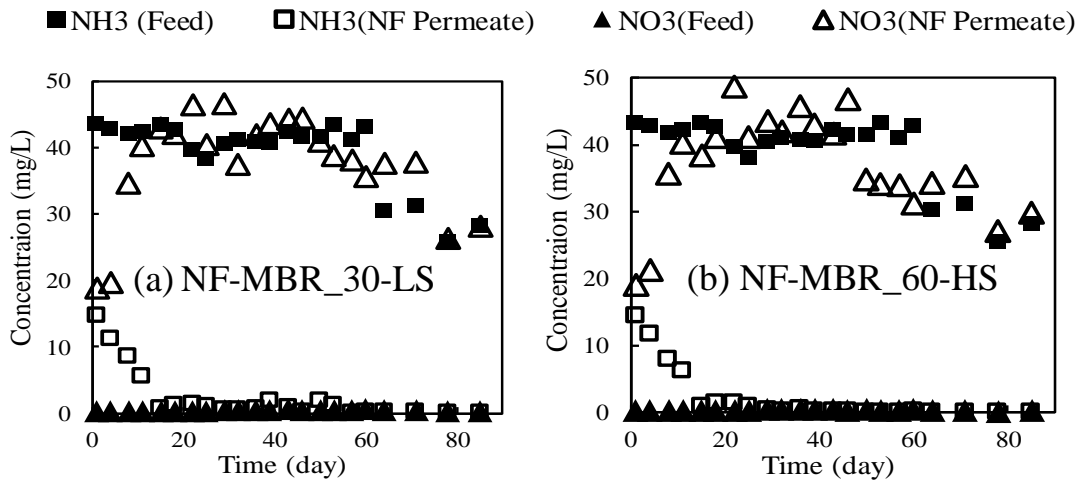 NH3 (Feed) NH3(NF Permeate) NO3(Feed) NO3(NF Permeate)
50
40
30
20
10
0
Concentraion (mg/L)
(a) NF-MBR_30-LS
0 20 40 60 80
Time (day)
50
40
30
20
10
0
Concentraion (mg/L)
(b) NF-MBR_60-HS
0 20 40 60 80
Time (day)